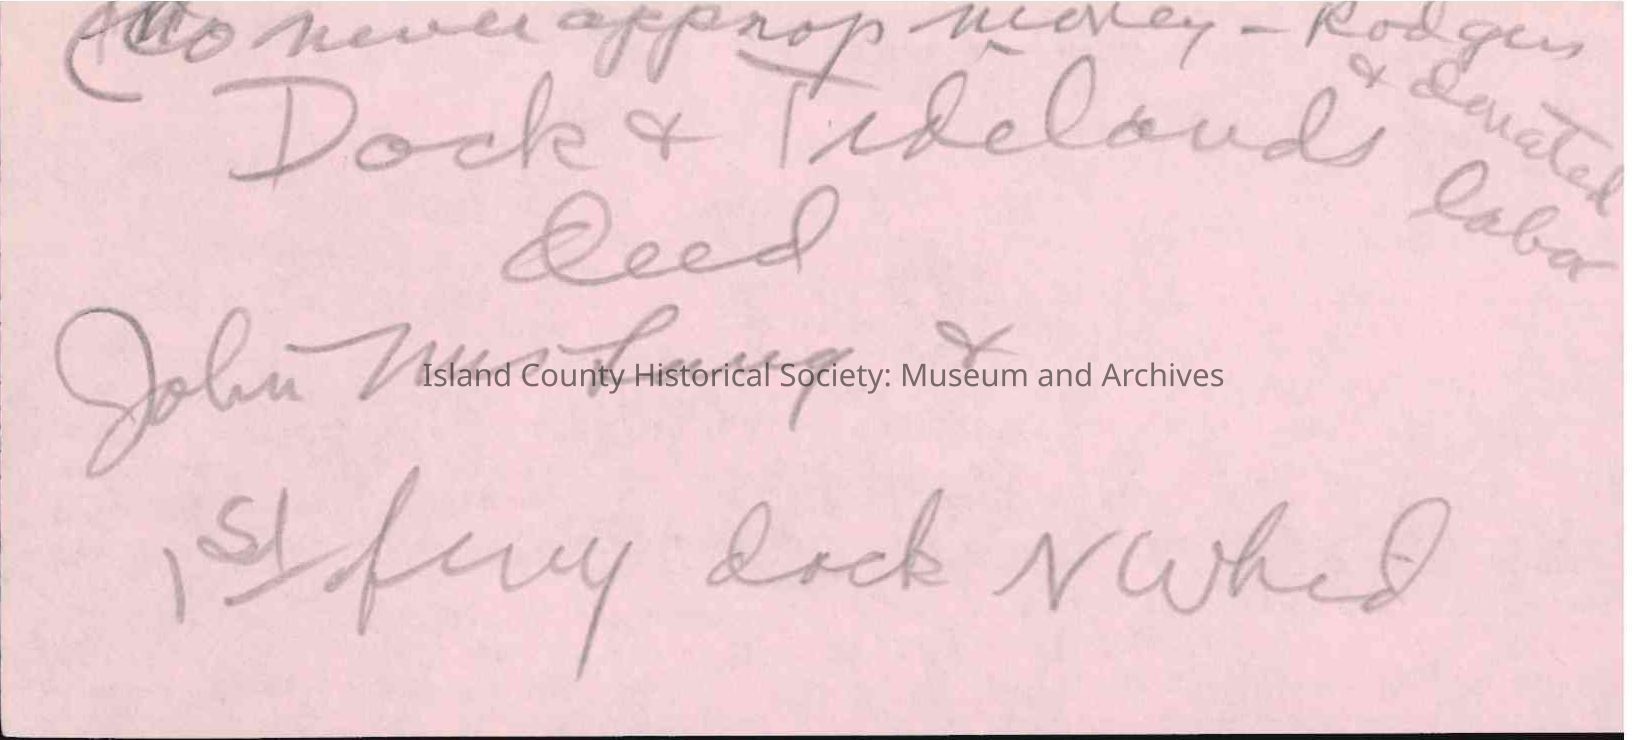 (Co never approp money - Rodgers
& donated
labor
Dock & Tidelands
Deed
John &
Island County Historical Society: Museum and Archives
1st ferry dock N Whid